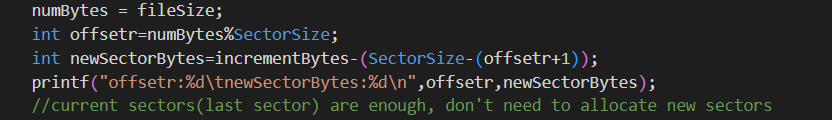 numBytes = fileSize;
int offsetr=numBytes%SectorSize;
int newSectorBytes=incrementBytes-(SectorSize-(offsetr+1));
printf("offsetr:%d\tnewSectorBytes:%d\n",offsetr,newSectorBytes);
//current sectors(last sector) are enough, don't need to allocate new sectors